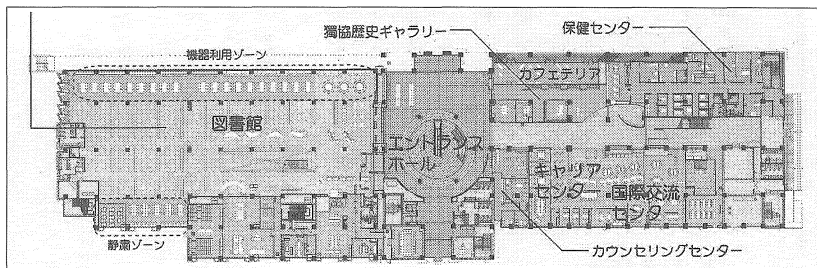 獨協歴史ギャラリー
保健センター
機器利用ゾーン
カフェテリア
図書館
エントランス
ホール
キャリア
センター
国際交流
センター
静粛ゾーン
カウンセリングセンター